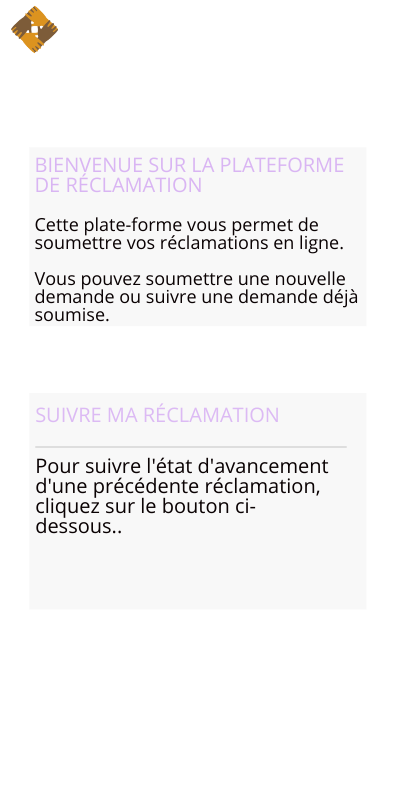 BIENVENUE SUR LA PLATEFORME
DE RÉCLAMATION
Cette plate-forme vous permet de
soumettre vos réclamations en ligne.
Vous pouvez soumettre une nouvelle
demande ou suivre une demande déjà
soumise.
SUIVRE MA RÉCLAMATION
Pour suivre l'état d'avancement
d'une précédente réclamation,
cliquez sur le bouton ci-
dessous..